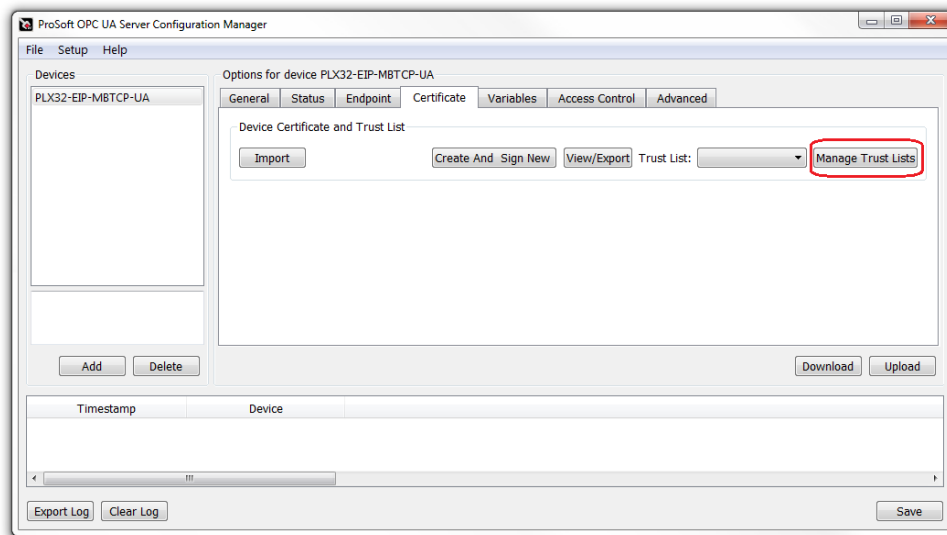 ProSoft OPC UA Server Configuration Manager
File Setup Help
Devices
Options for device PLX32-EIP-MBTCP-UA
PLX32-EIP-MBTCP-UA
General Status Endpoint Certificate Variables Access Control Advanced
Device Certificate and Trust List
Import Create And Sign New View/Export Trust List: Manage Trust Lists
Add Delete
Download Upload
Timestamp Device
Export Log Clear Log
Save